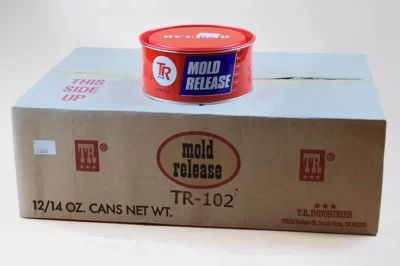 TR
MOLD
RELEASE
THIS
SIDE
UP
TR
®
mold
release
TR
®
TR-102
12/14 OZ. CANS NET WT.
T.R. INDUSTRIES